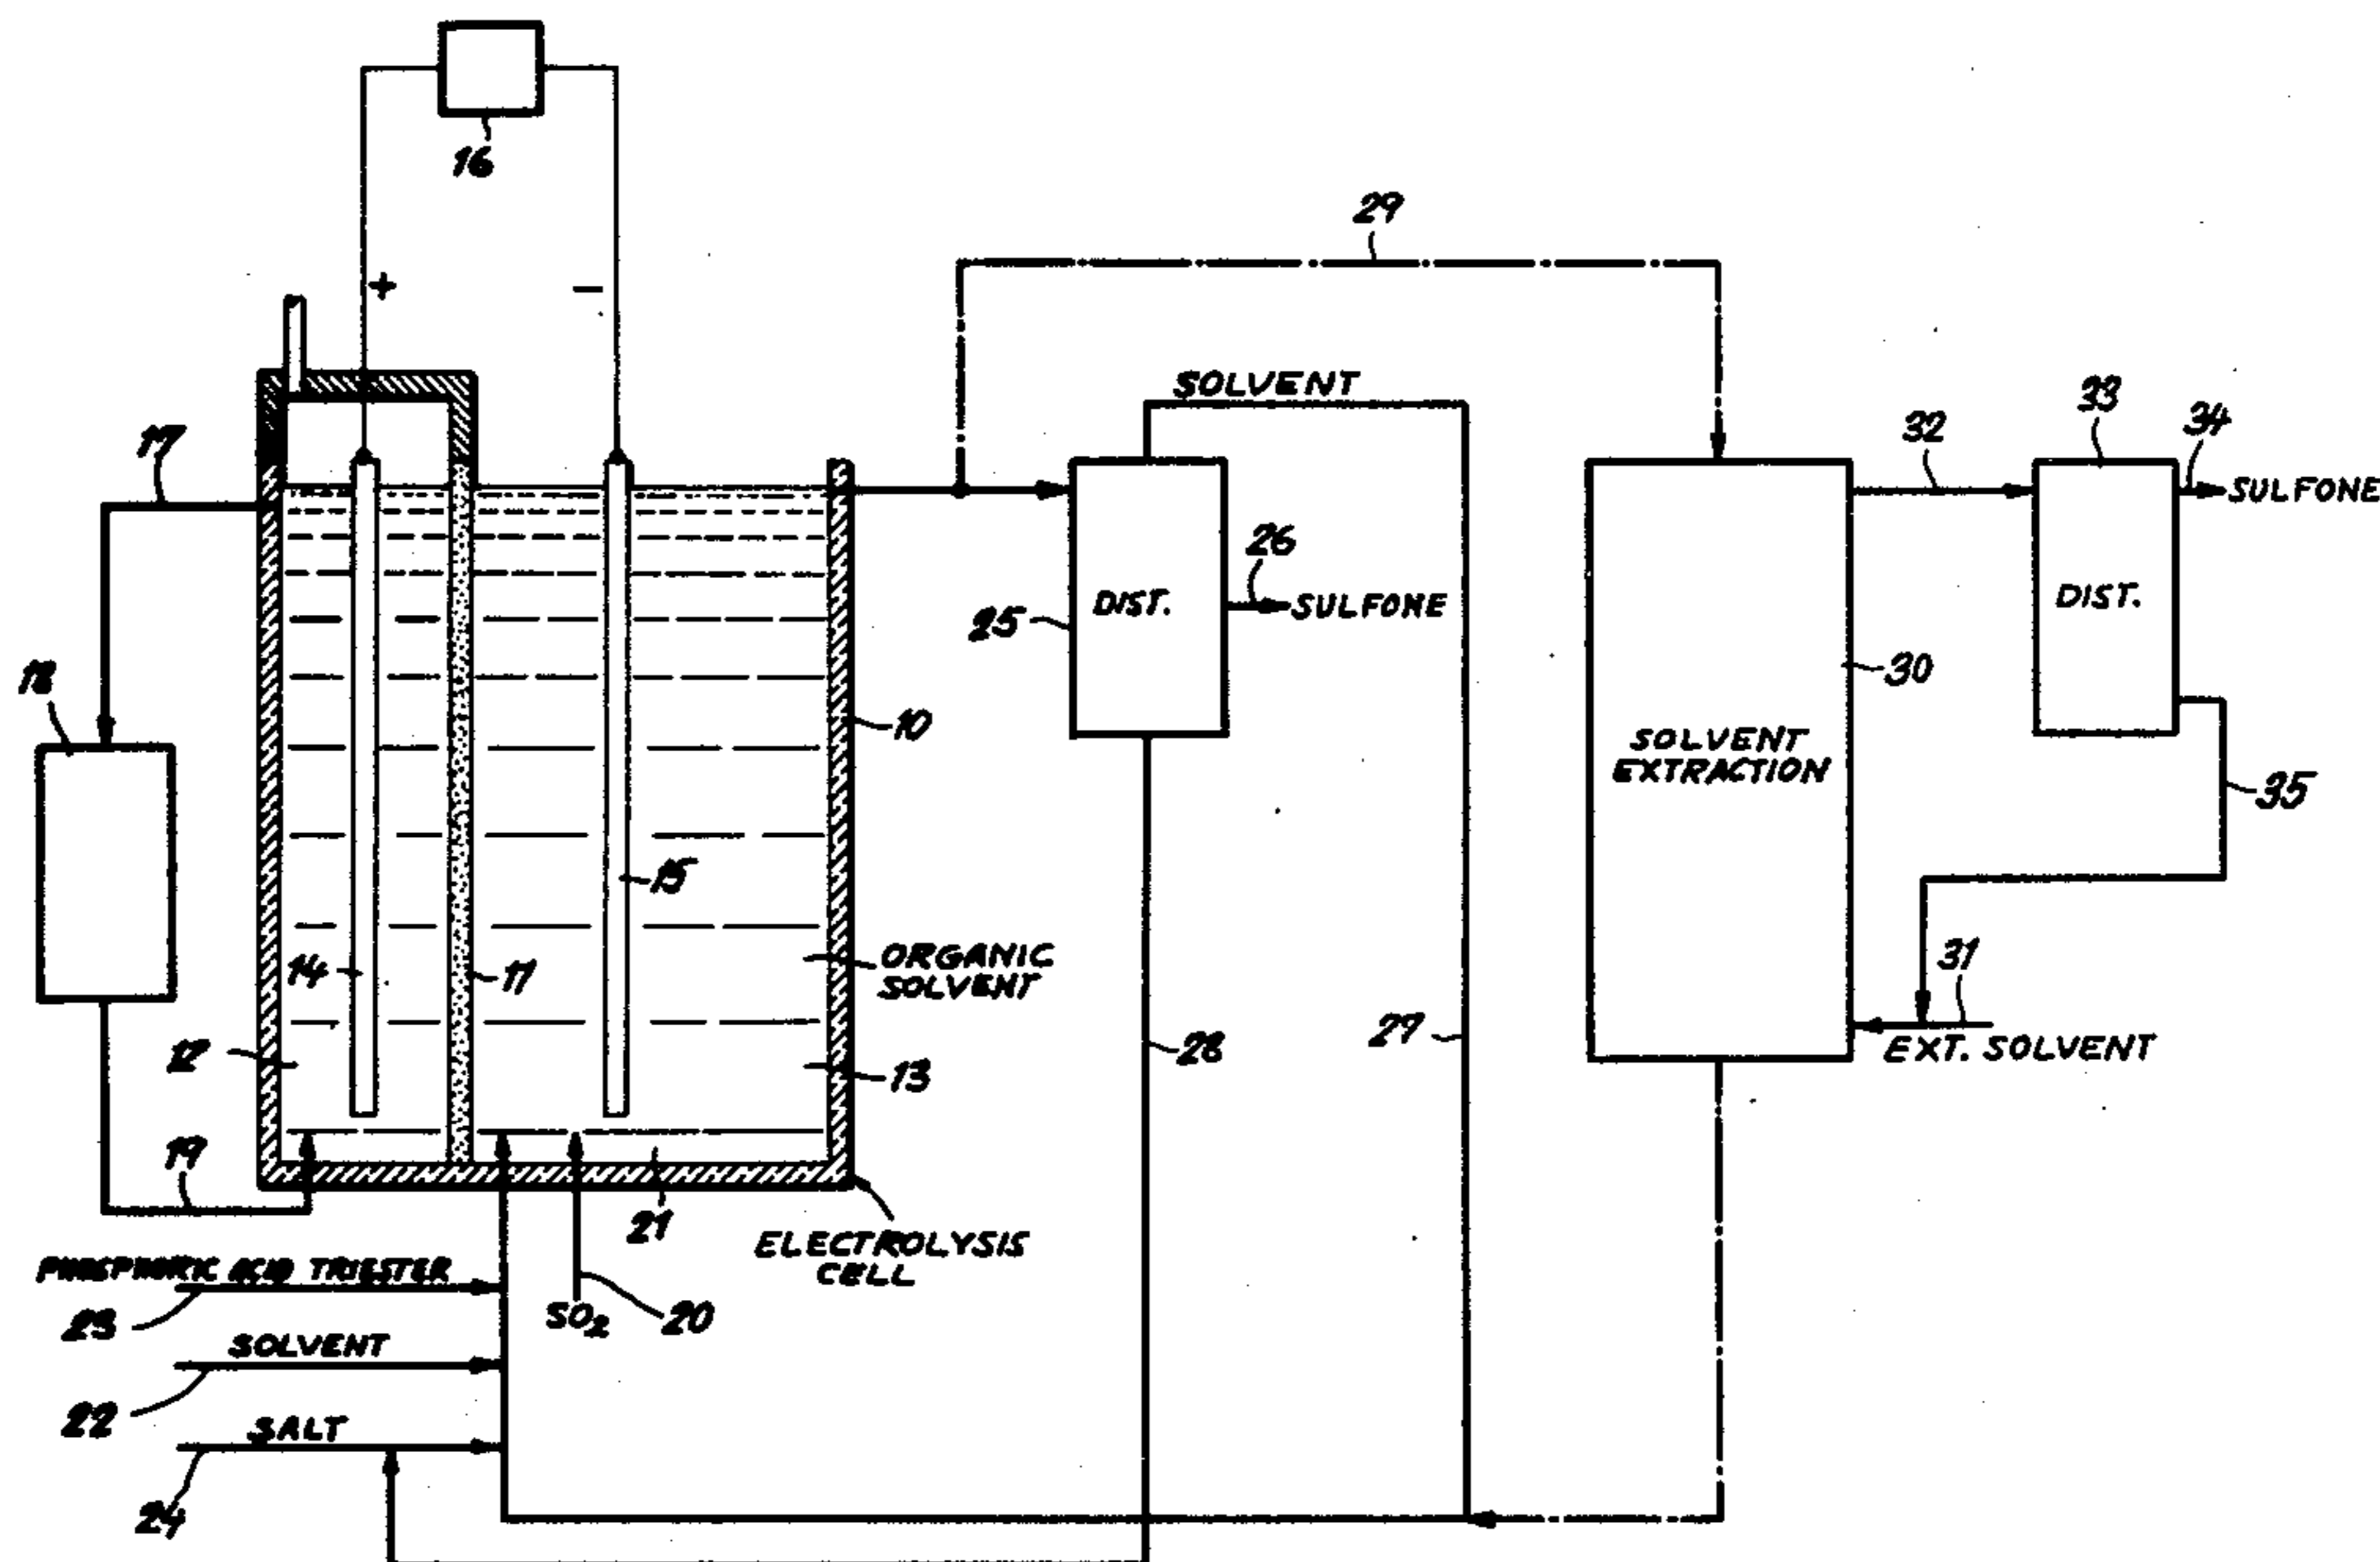 16
29
+
−
SOLVENT
17
32
33
34
SULFONE
26
SULFONE
25
DIST.
DIST.
18
30
10
SOLVENT
EXTRACTION
35
15
ORGANIC
SOLVENT
14
11
31
27
28
EXT. SOLVENT
12
13
19
21
ELECTROLYSIS
CELL
PHOSPHORIC ACID TRIESTER
23
SO2
20
SOLVENT
22
SALT
24